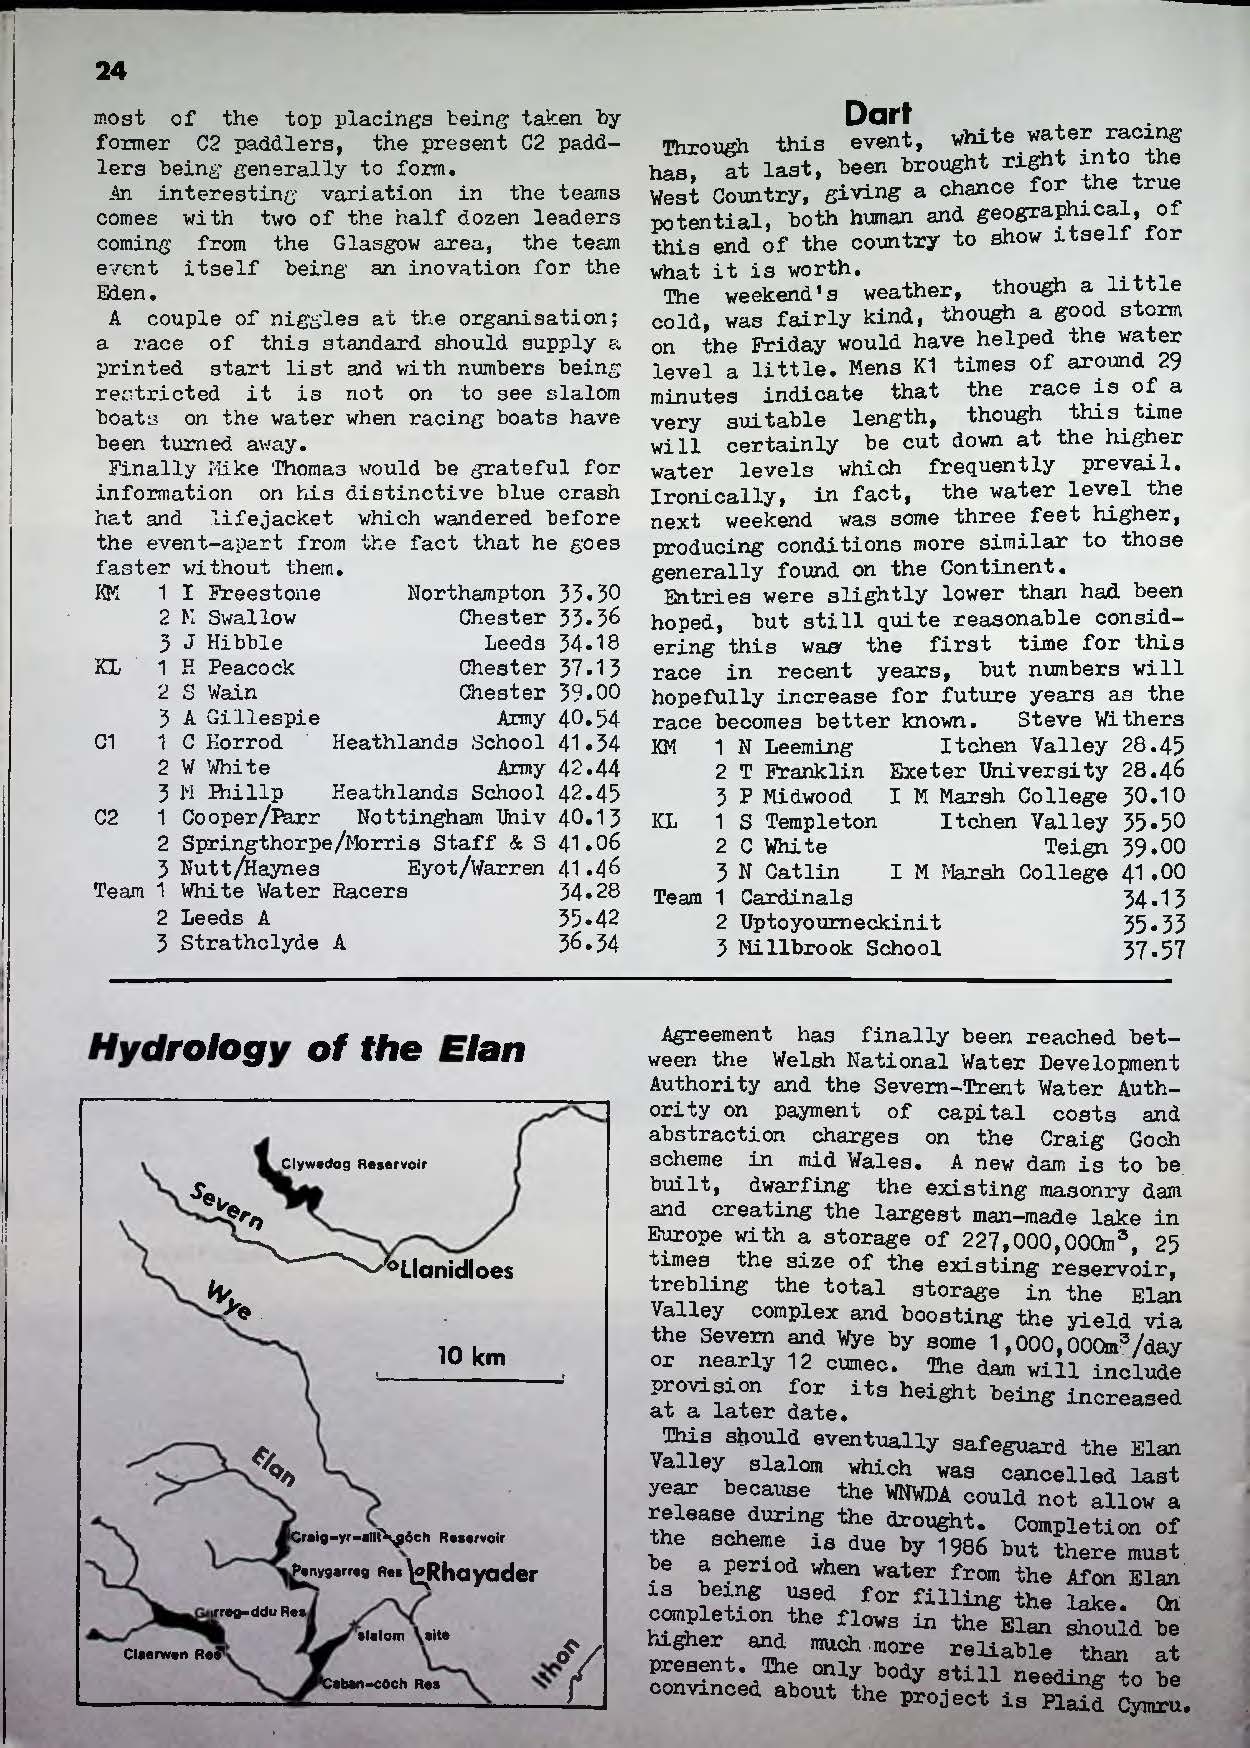 24
most of the top placings being taken by
former C2 paddlers, the present C2 padd-
lers being generally to form.
An interesting variation in the teams
comes with two of the half dozen leaders
coming from the Glasgow area, the team
event itself being an inovation for the
Eden.
A couple of niggles at the organisation;
a race of this standard should supply a
printed start list and with numbers being
restricted it is not on to see slalom
boats on the water when racing boats have
been turned away.
Finally Mike Thomas would be grateful for
information on his distinctive blue crash
hat and lifejacket which wandered before
the event-apart from the fact that he goes
faster without them.
KM 1 I Freestone Northampton 33.30
2 N Swallow Chester 33.36
3 J Hibble Leeds 34.18
KL 1 H Peacock Chester 37.13
2 S Wain Chester 39.00
3 A Gillespie Army 40.54
C1 1 C Horrod Heathlands School 41.34
2 W White Army 42.44
3 M Phillp Heathlands School 42.45
C2 1 Cooper/Parr Nottingham Univ 40.13
2 Springthorpe/Morris Staff & S 41.06
3 Nutt/Haynes Eyot/Warren 41.46
Team 1 White Water Racers 34.28
2 Leeds A 35.42
3 Strathclyde A 36.34
Dart
Through this event, white water racing
has, at last, been brought right into the
West Country, giving a chance for the true
potential, both human and geographical, of
this end of the country to show itself for
what it is worth.
The weekend's weather, though a little
cold, was fairly kind, though a good storm
on the Friday would have helped the water
level a little. Mens K1 times of around 29
minutes indicate that the race is of a
very suitable length, though this time
will certainly be cut down at the higher
water levels which frequently prevail.
Ironically, in fact, the water level the
next weekend was some three feet higher,
producing conditions more similar to those
generally found on the Continent.
Entries were slightly lower than had been
hoped, but still quite reasonable consid-
ering this was the first time for this
race in recent years, but numbers will
hopefully increase for future years as the
race becomes better known. Steve Withers
KM 1 N Leeming Itchen Valley 28.45
2 T Franklin Exeter University 28.46
3 P Midwood I M Marsh College 30.10
KL 1 S Templeton Itchen Valley 35.50
2 C White Teign 39.00
3 N Catlin I M Marsh College 41.00
Team 1 Cardinals 34.13
2 Uptoyourneckinit 35.33
3 Millbrook School 37.57
Hydrology of the Elan
Clywedog Reservoir
Severn
Llanidloes
Wye
10 km
Elan
Craig-yr-allt-gôch Reservoir
Penygarreg Res
Rhayader
Garreg-ddu Res
slalom site
Claerwen Res
Caban-côch Res
Ithon
Agreement has finally been reached bet-
ween the Welsh National Water Development
Authority and the Severn-Trent Water Auth-
ority on payment of capital costs and
abstraction charges on the Craig Goch
scheme in mid Wales. A new dam is to be
built, dwarfing the existing masonry dam
and creating the largest man-made lake in
Europe with a storage of 227,000,000m³, 25
times the size of the existing reservoir,
trebling the total storage in the Elan
Valley complex and boosting the yield via
the Severn and Wye by some 1,000,000m³/day
or nearly 12 cumec. The dam will include
provision for its height being increased
at a later date.
This should eventually safeguard the Elan
Valley slalom which was cancelled last
year because the WNWDA could not allow a
release during the drought. Completion of
the scheme is due by 1986 but there must
be a period when water from the Afon Elan
is being used for filling the lake. On
completion the flows in the Elan should be
higher and much more reliable than at
present. The only body still needing to be
convinced about the project is Plaid Cymru.